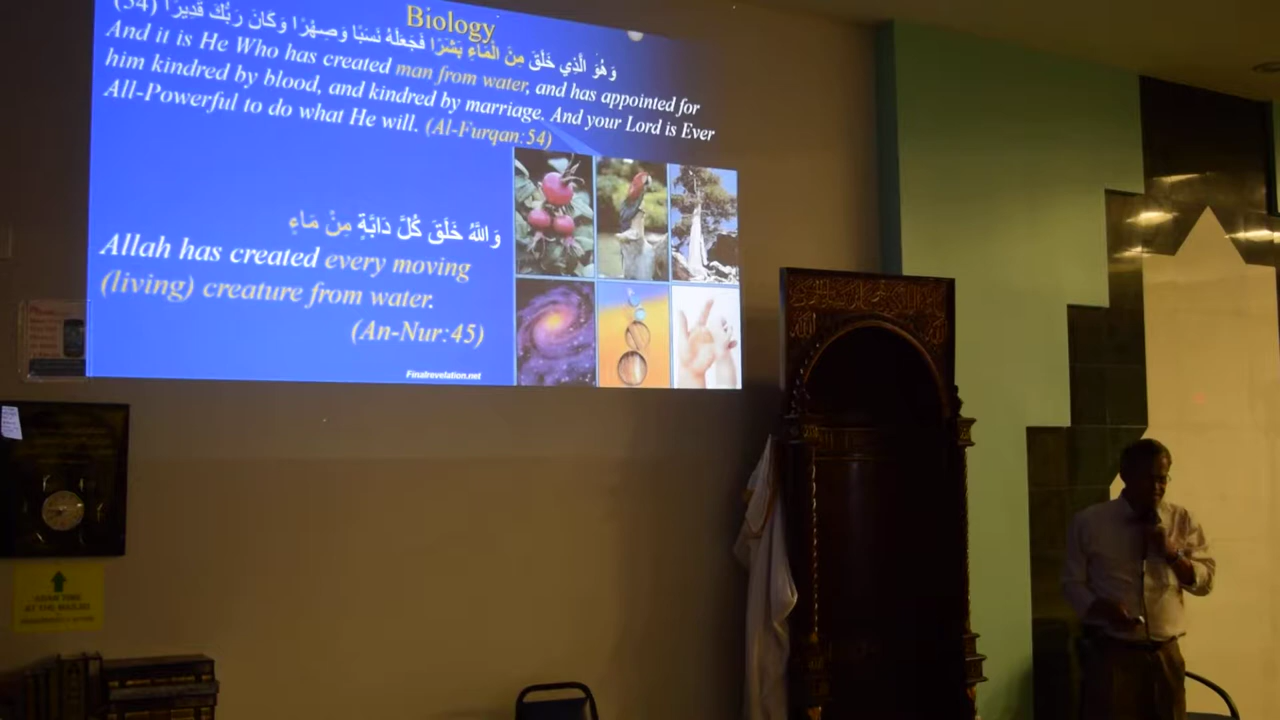 Biology
وَهُوَ الَّذِي خَلَقَ مِنَ الْمَاءِ بَشَرًا فَجَعَلَهُ نَسَبًا وَصِهْرًا وَكَانَ رَبُّكَ قَدِيرًا (54)
And it is He Who has created man from water, and has appointed for
him kindred by blood, and kindred by marriage. And your Lord is Ever
All-Powerful to do what He will. (Al-Furqan:54)
وَاللَّهُ خَلَقَ كُلَّ دَابَّةٍ مِنْ مَاءٍ
Allah has created every moving
(living) creature from water.
(An-Nur:45)
Finalrevelation.net